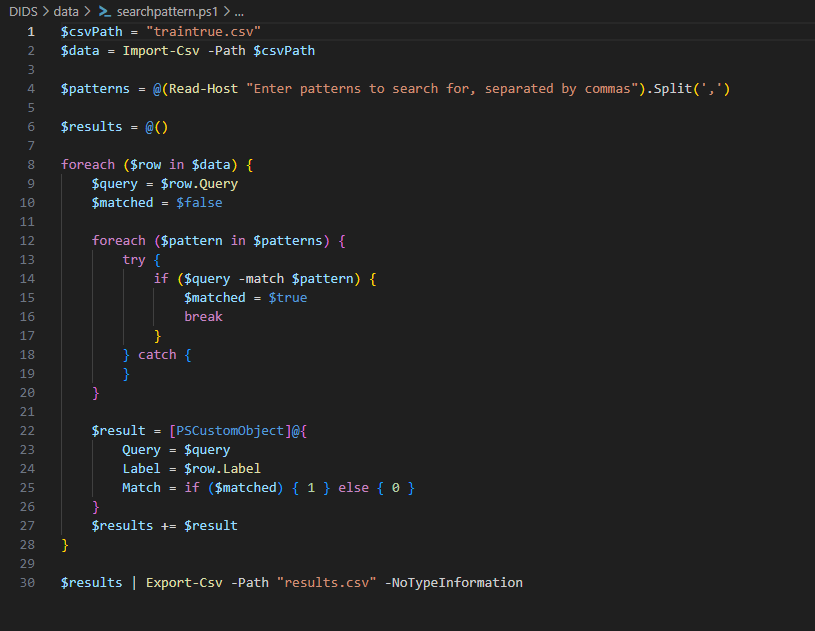 DIDS > data > searchpattern.ps1 > ...
1 $csvPath = "traintrue.csv"
2 $data = Import-Csv -Path $csvPath
3
4 $patterns = @(Read-Host "Enter patterns to search for, separated by commas").Split(',')
5
6 $results = @()
7
8 foreach ($row in $data) {
9     $query = $row.Query
10     $matched = $false
11
12     foreach ($pattern in $patterns) {
13         try {
14             if ($query -match $pattern) {
15                 $matched = $true
16                 break
17             }
18         } catch {
19         }
20     }
21
22     $result = [PSCustomObject]@{
23         Query = $query
24         Label = $row.Label
25         Match = if ($matched) { 1 } else { 0 }
26     }
27     $results += $result
28 }
29
30 $results | Export-Csv -Path "results.csv" -NoTypeInformation